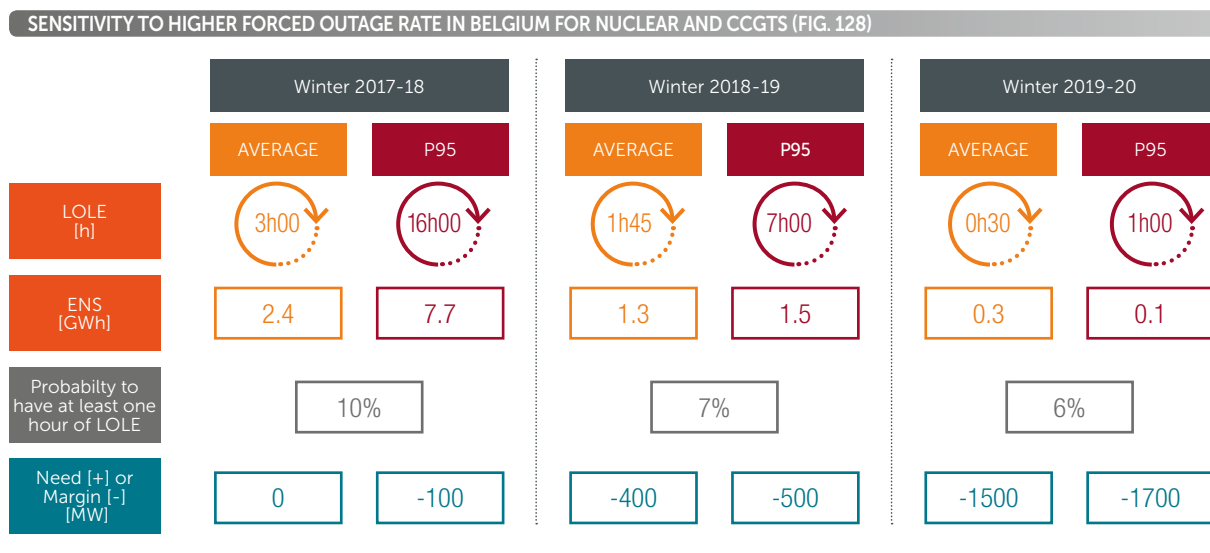 SENSITIVITY TO HIGHER FORCED OUTAGE RATE IN BELGIUM FOR NUCLEAR AND CCGTS (FIG. 128)
Winter 2017-18
Winter 2018-19
Winter 2019-20
AVERAGE
P95
AVERAGE
P95
AVERAGE
P95
LOLE
[h]
3h00
16h00
1h45
7h00
0h30
1h00
ENS
[GWh]
2.4
7.7
1.3
1.5
0.3
0.1
Probabilty to
have at least one
hour of LOLE
10%
7%
6%
Need [+] or
Margin [-]
[MW]
0
-100
-400
-500
-1500
-1700